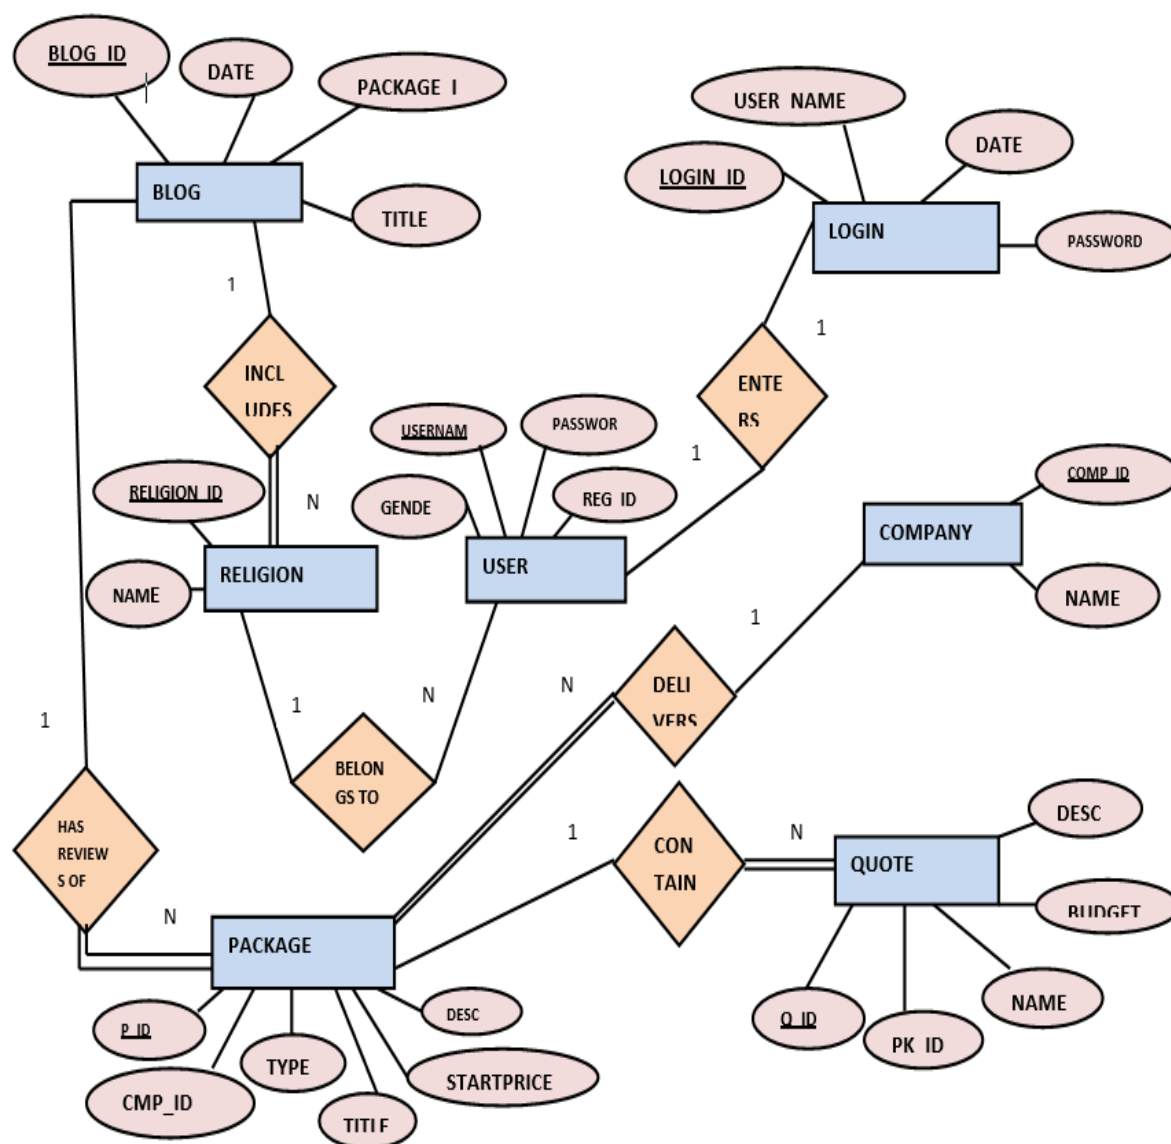 BLOG_ID
DATE
PACKAGE_I
BLOG
TITLE
USER_NAME
LOGIN_ID
DATE
LOGIN
PASSWORD
1
INCL
UDES
1
ENTE
RS
1
USERNAM
PASSWOR
GENDE
REG_ID
USER
RELIGION_ID
N
RELIGION
NAME
COMP_ID
COMPANY
NAME
1
DELI
VERS
N
1
N
BELON
GS TO
1
HAS
REVIEW
S OF
N
1
CON
TAIN
N
QUOTE
DESC
BUDGET
Q_ID
PK_ID
NAME
PACKAGE
P_ID
CMP_ID
TYPE
TITLE
STARTPRICE
DESC